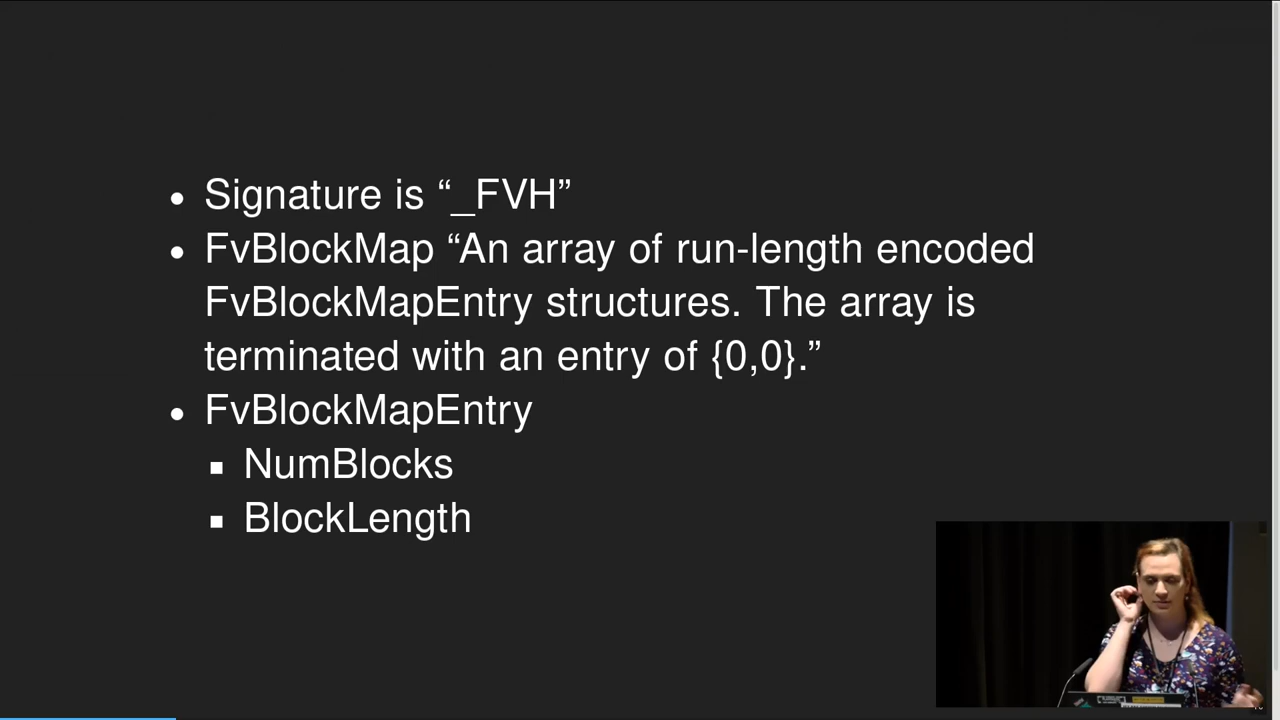 Signature is “_FVH”
FvBlockMap “An array of run-length encoded
FvBlockMapEntry structures. The array is
terminated with an entry of {0,0}.”
FvBlockMapEntry
NumBlocks
BlockLength